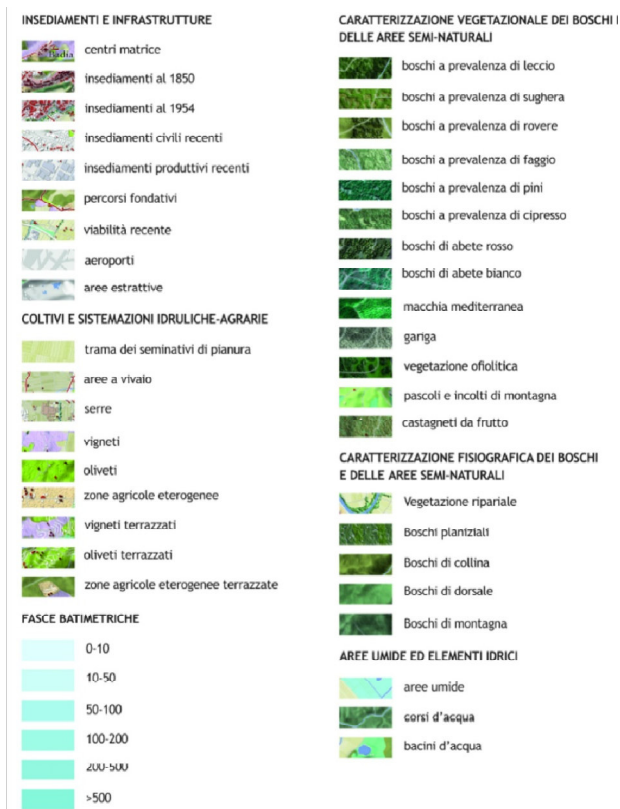 INSEDIAMENTI E INFRASTRUTTURE
Badia
centri matrice
insediamenti al 1850
insediamenti al 1954
insediamenti civili recenti
insediamenti produttivi recenti
percorsi fondativi
viabilità recente
aeroporti
aree estrattive
COLTIVI E SISTEMAZIONI IDRULICHE-AGRARIE
trama dei seminativi di pianura
aree a vivaio
serre
vigneti
oliveti
zone agricole eterogenee
vigneti terrazzati
oliveti terrazzati
zone agricole eterogenee terrazzate
FASCE BATIMETRICHE
0-10
10-50
50-100
100-200
200-500
>500
CARATTERIZZAZIONE VEGETAZIONALE DEI BOSCHI E
DELLE AREE SEMI-NATURALI
boschi a prevalenza di leccio
boschi a prevalenza di sughera
boschi a prevalenza di rovere
boschi a prevalenza di faggio
boschi a prevalenza di pini
boschi a prevalenza di cipresso
boschi di abete rosso
boschi di abete bianco
macchia mediterranea
gariga
vegetazione ofiolitica
pascoli e incolti di montagna
castagneti da frutto
CARATTERIZZAZIONE FISIOGRAFICA DEI BOSCHI
E DELLE AREE SEMI-NATURALI
Vegetazione ripariale
Boschi planiziali
Boschi di collina
Boschi di dorsale
Boschi di montagna
AREE UMIDE ED ELEMENTI IDRICI
aree umide
corsi d'acqua
bacini d'acqua